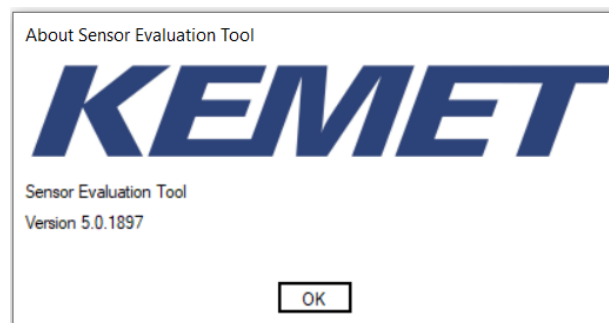 About Sensor Evaluation Tool
KEMET
Sensor Evaluation Tool
Version 5.0.1897
OK